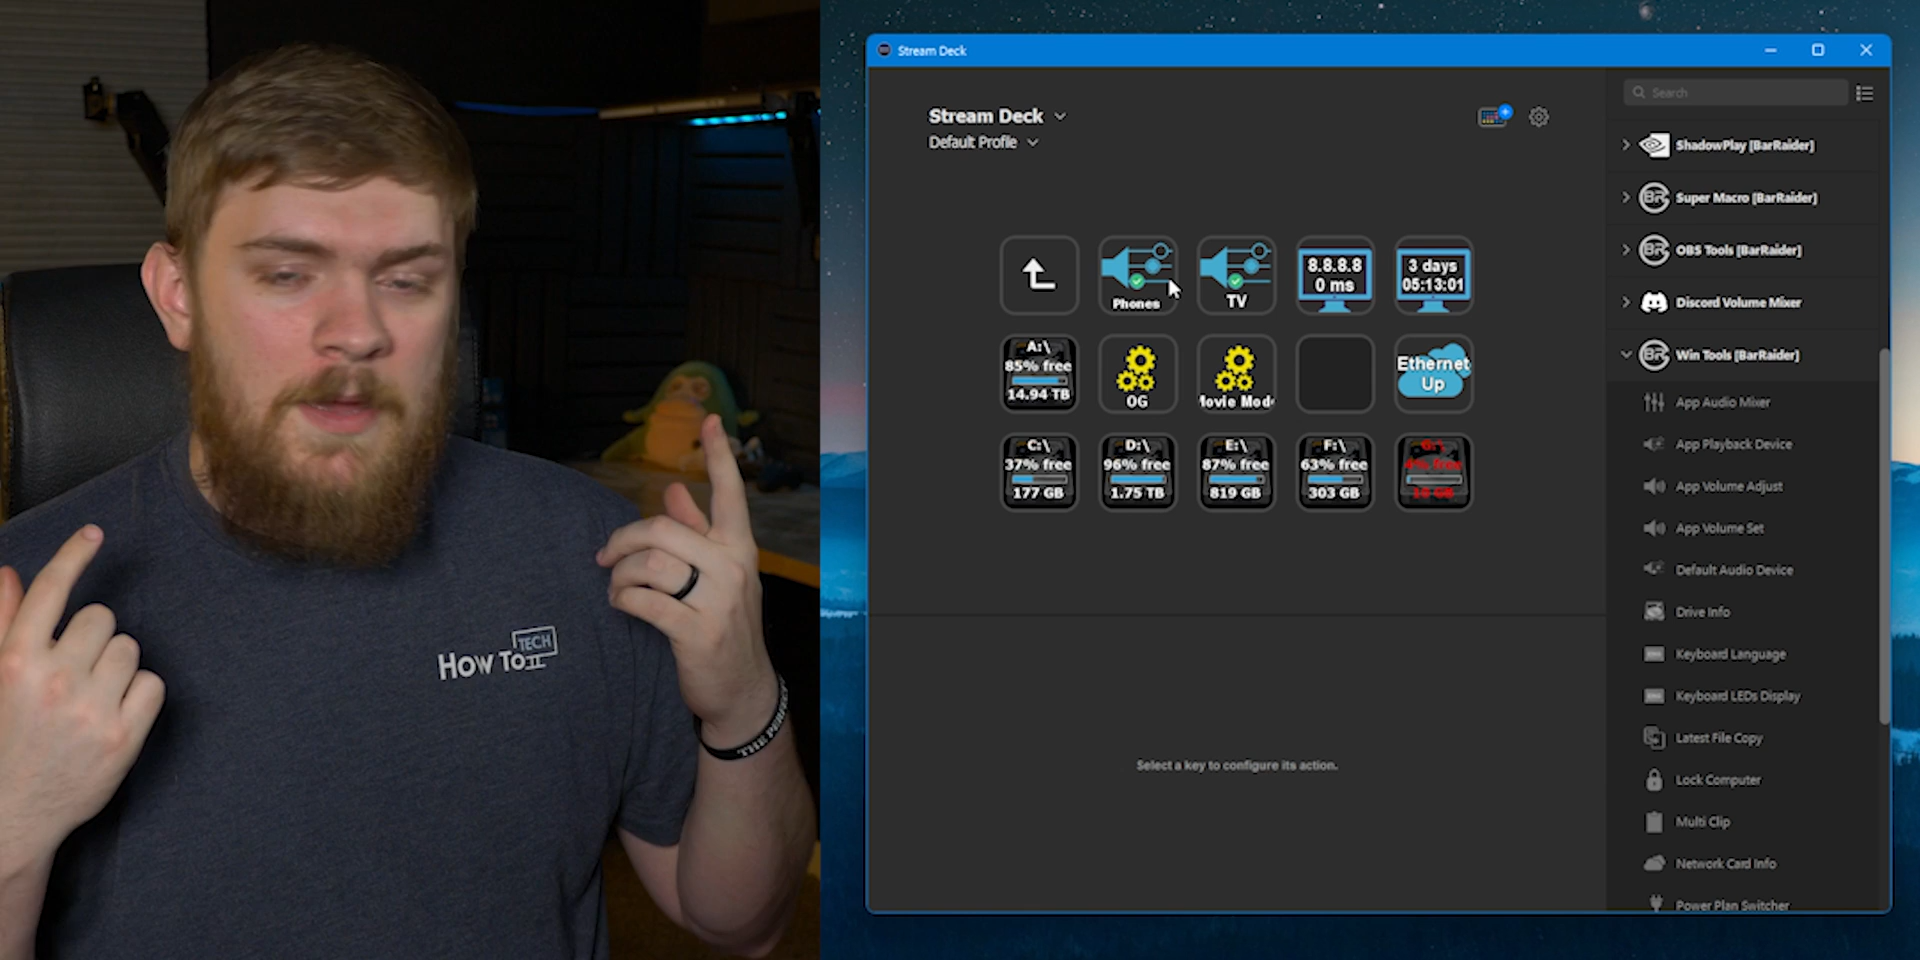 HOW TO TECH
THE PERFECT
Stream Deck
Stream Deck
Default Profile
Search
ShadowPlay [BarRaider]
Super Macro [BarRaider]
OBS Tools [BarRaider]
Discord Volume Mixer
Win Tools [BarRaider]
App Audio Mixer
App Playback Device
App Volume Adjust
App Volume Set
Default Audio Device
Drive Info
Keyboard Language
Keyboard LEDs Display
Latest File Copy
Lock Computer
Multi Clip
Network Card Info
Power Plan Switcher
Phones
TV
8.8.8.8
0 ms
3 days
05:13:01
A:\
85% free
14.94 TB
OG
Movie Mod
Ethernet
Up
C:\
37% free
177 GB
D:\
96% free
1.75 TB
E:\
87% free
819 GB
F:\
63% free
303 GB
G:\
Select a key to configure its action.